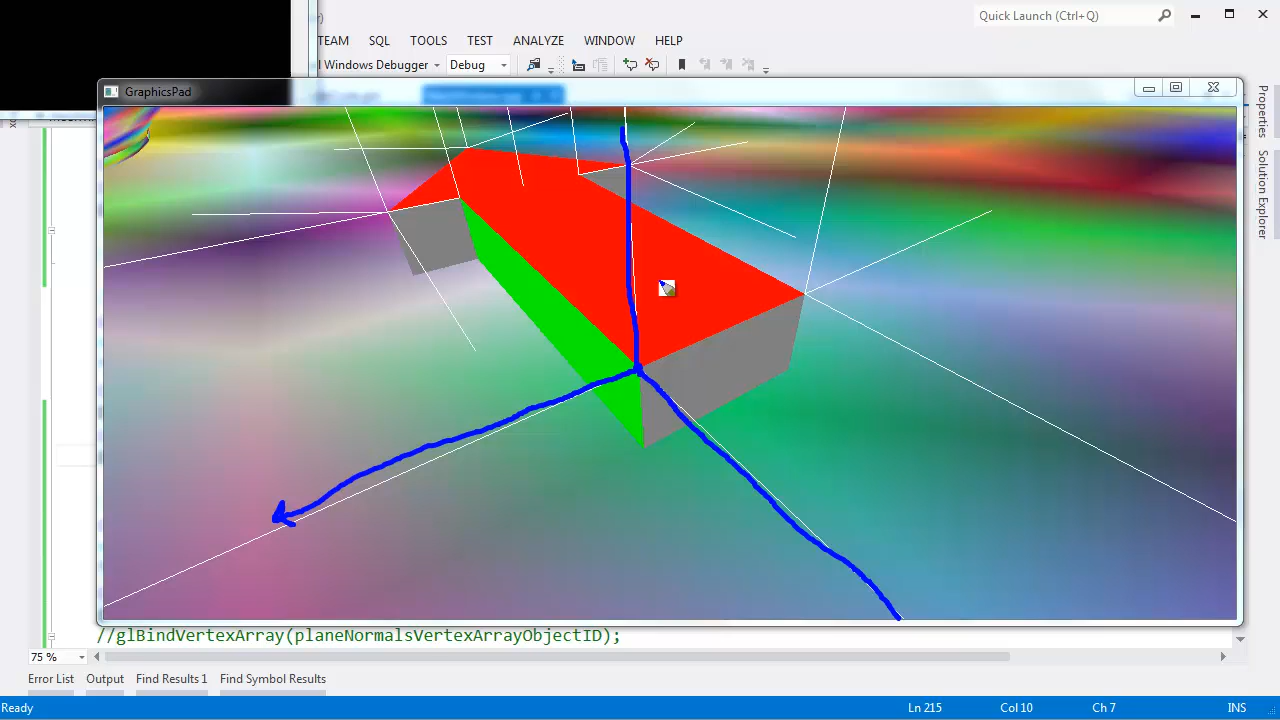 Quick Launch (Ctrl+Q)
TEAM SQL TOOLS TEST ANALYZE WINDOW HELP
Windows Debugger Debug
GraphicsPad
Properties
Solution Explorer
//glBindVertexArray(planeNormalsVertexArrayObjectID);
75 %
Error List Output Find Results 1 Find Symbol Results
Ready Ln 215 Col 10 Ch 7 INS